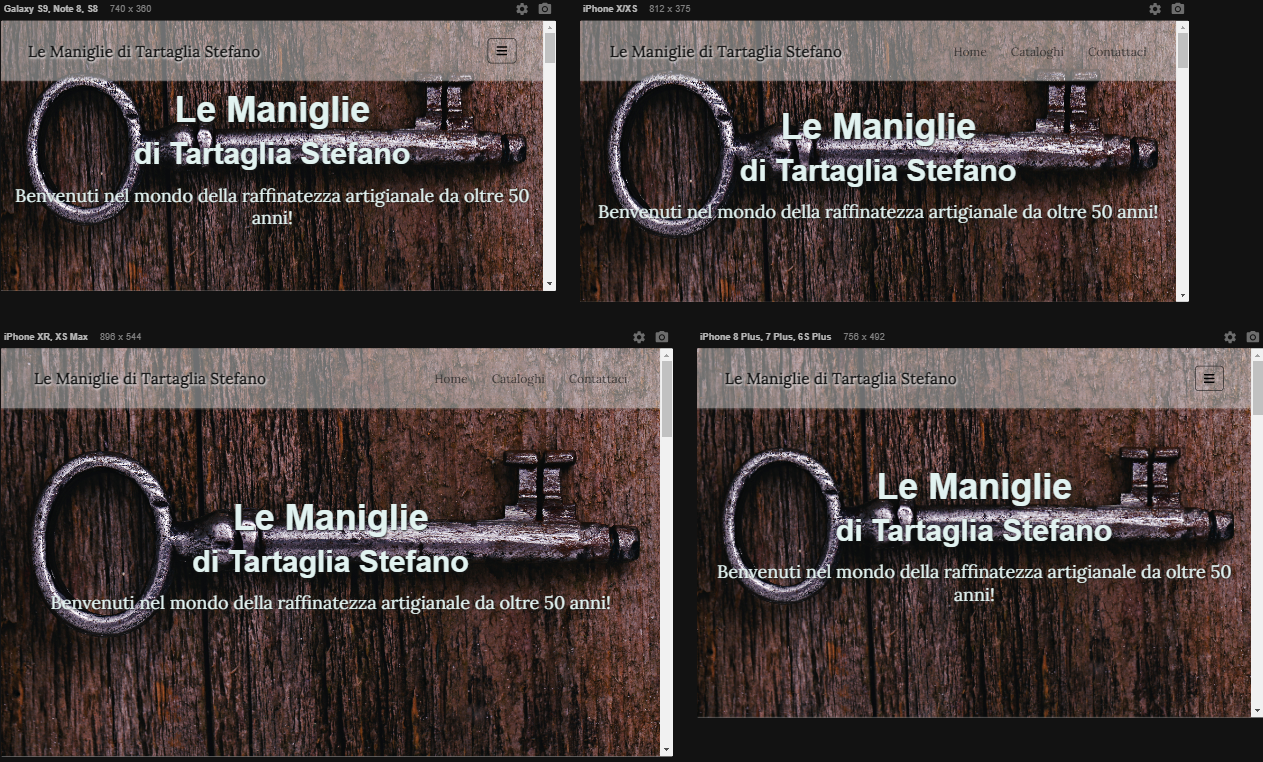 Galaxy S9, Note 8, S8 740 x 360
Le Maniglie di Tartaglia Stefano
Le Maniglie
di Tartaglia Stefano
Benvenuti nel mondo della raffinatezza artigianale da oltre 50
anni!
iPhone X/XS 812 x 375
Le Maniglie di Tartaglia Stefano Home Cataloghi Contattaci
Le Maniglie
di Tartaglia Stefano
Benvenuti nel mondo della raffinatezza artigianale da oltre 50 anni!
iPhone XR, XS Max 896 x 544
Le Maniglie di Tartaglia Stefano Home Cataloghi Contattaci
Le Maniglie
di Tartaglia Stefano
Benvenuti nel mondo della raffinatezza artigianale da oltre 50 anni!
iPhone 8 Plus, 7 Plus, 6S Plus 756 x 492
Le Maniglie di Tartaglia Stefano
Le Maniglie
di Tartaglia Stefano
Benvenuti nel mondo della raffinatezza artigianale da oltre 50
anni!